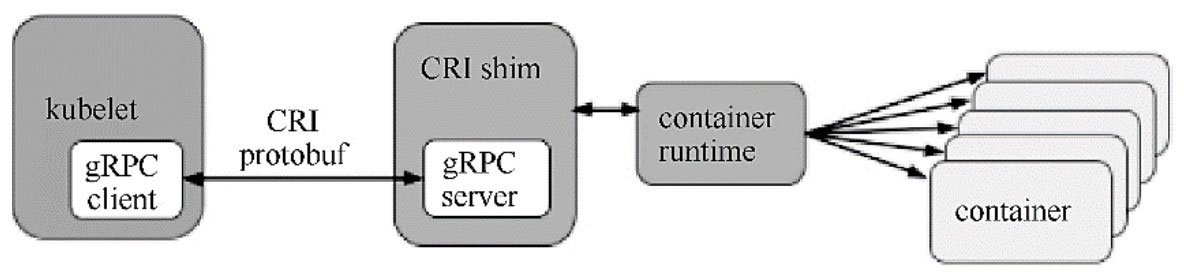 kubelet
gRPC
client
CRI
protobuf
CRI shim
gRPC
server
container
runtime
container